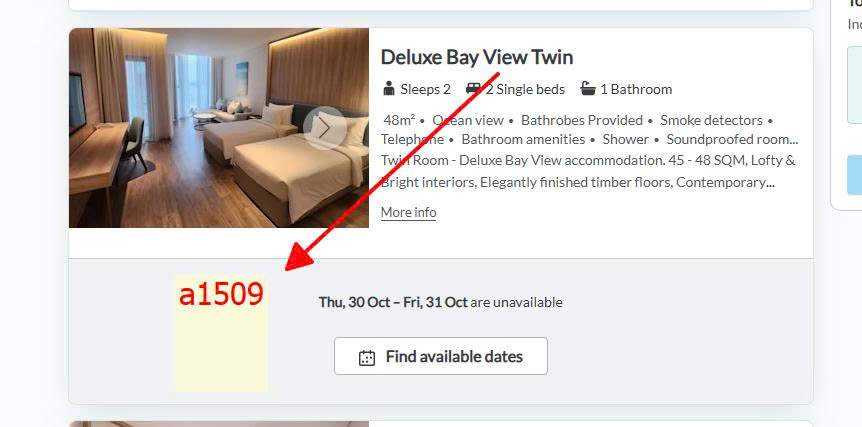 To
Inc
Deluxe Bay View Twin
Sleeps 2 2 Single beds 1 Bathroom
48m² • Ocean view • Bathrobes Provided • Smoke detectors •
Telephone • Bathroom amenities • Shower • Soundproofed room...
Twin Room - Deluxe Bay View accommodation. 45 - 48 SQM, Lofty &
Bright interiors, Elegantly finished timber floors, Contemporary...
More info
a1509
Thu, 30 Oct – Fri, 31 Oct are unavailable
Find available dates